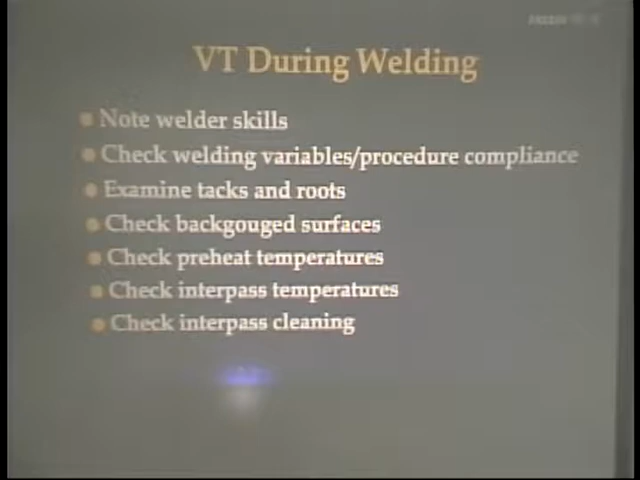 VT During Welding
Note welder skills
Check welding variables/procedure compliance
Examine tacks and roots
Check backgouged surfaces
Check preheat temperatures
Check interpass temperatures
Check interpass cleaning